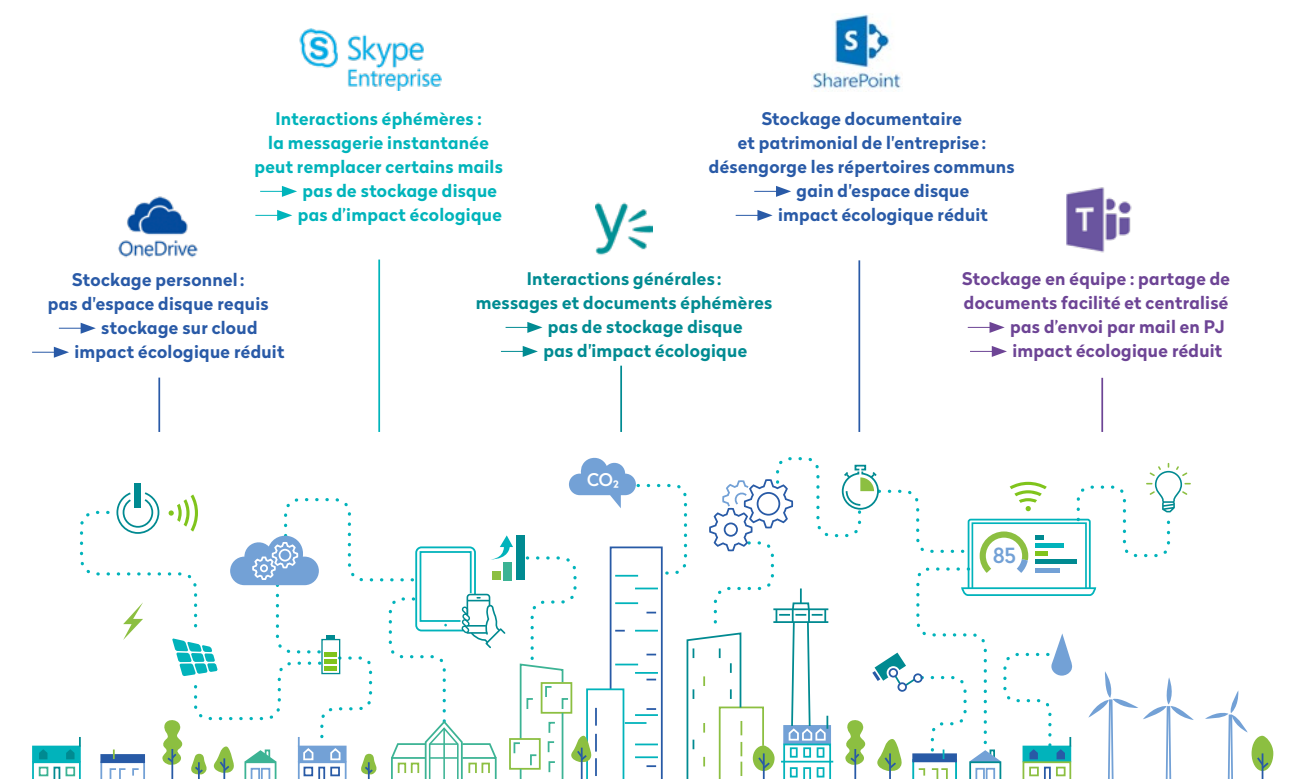 Skype
Entreprise
Interactions éphémères :
la messagerie instantanée
peut remplacer certains mails
pas de stockage disque
pas d'impact écologique
SharePoint
Stockage documentaire
et patrimonial de l'entreprise :
désengorge les répertoires communs
gain d'espace disque
impact écologique réduit
OneDrive
Stockage personnel :
pas d'espace disque requis
stockage sur cloud
impact écologique réduit
Interactions générales :
messages et documents éphémères
pas de stockage disque
pas d'impact écologique
Stockage en équipe : partage de
documents facilité et centralisé
pas d'envoi par mail en PJ
impact écologique réduit
CO₂
85